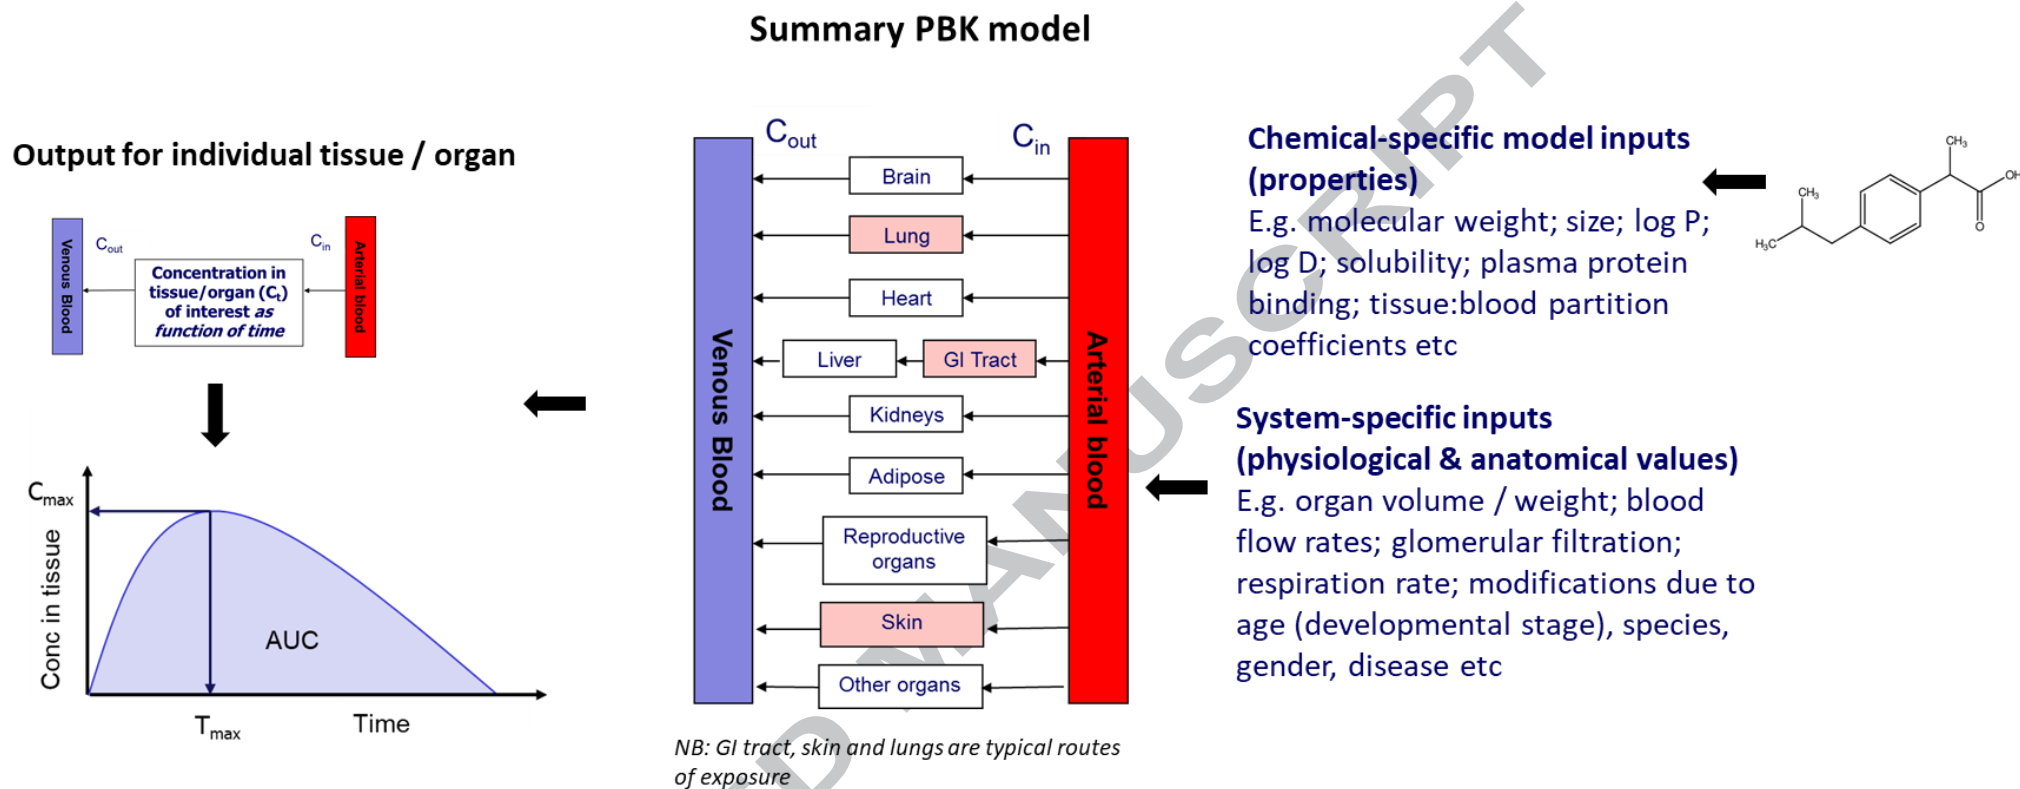 Summary PBK model
Output for individual tissue / organ
Venous Blood
Cout
Cin
Arterial blood
Concentration in
tissue/organ (Ct)
of interest as
function of time
Cmax
Conc in tissue
AUC
Tmax
Time
Cout
Cin
Venous Blood
Arterial blood
Brain
Lung
Heart
Liver
GI Tract
Kidneys
Adipose
Reproductive
organs
Skin
Other organs
NB: GI tract, skin and lungs are typical routes
of exposure
Chemical-specific model inputs
(properties)
E.g. molecular weight; size; log P;
log D; solubility; plasma protein
binding; tissue:blood partition
coefficients etc
CH3
OH
O
CH3
H3C
System-specific inputs
(physiological & anatomical values)
E.g. organ volume / weight; blood
flow rates; glomerular filtration;
respiration rate; modifications due to
age (developmental stage), species,
gender, disease etc
D MANUSCRIPT